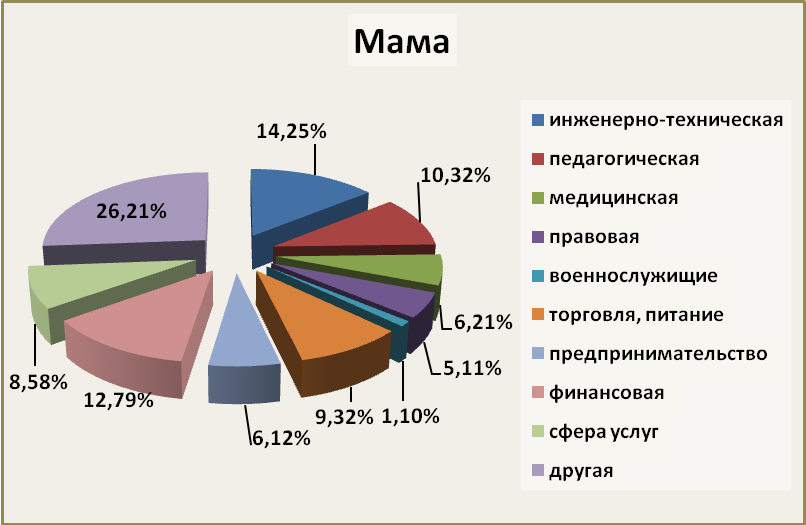 Мама
14,25%
10,32%
6,21%
5,11%
1,10%
9,32%
6,12%
12,79%
8,58%
26,21%
инженерно-техническая
педагогическая
медицинская
правовая
военнослужищие
торговля, питание
предпринимательство
финансовая
сфера услуг
другая